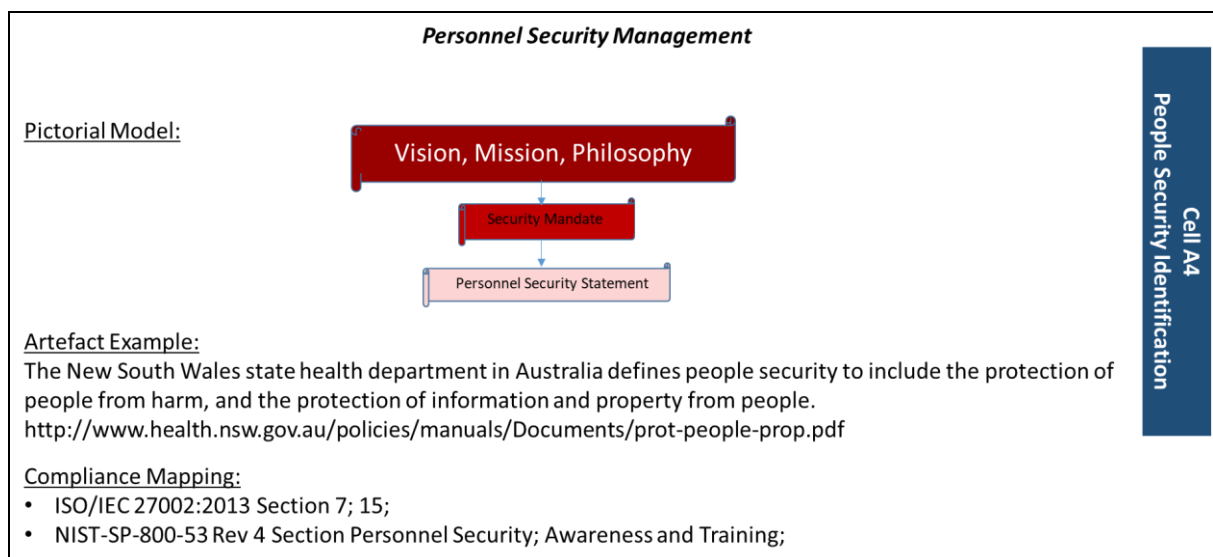 Personnel Security Management
Cell A4
People Security Identification
Pictorial Model:
Vision, Mission, Philosophy
Security Mandate
Personnel Security Statement
Artefact Example:
The New South Wales state health department in Australia defines people security to include the protection of
people from harm, and the protection of information and property from people.
http://www.health.nsw.gov.au/policies/manuals/Documents/prot-people-prop.pdf
Compliance Mapping:
• ISO/IEC 27002:2013 Section 7; 15;
• NIST-SP-800-53 Rev 4 Section Personnel Security; Awareness and Training;